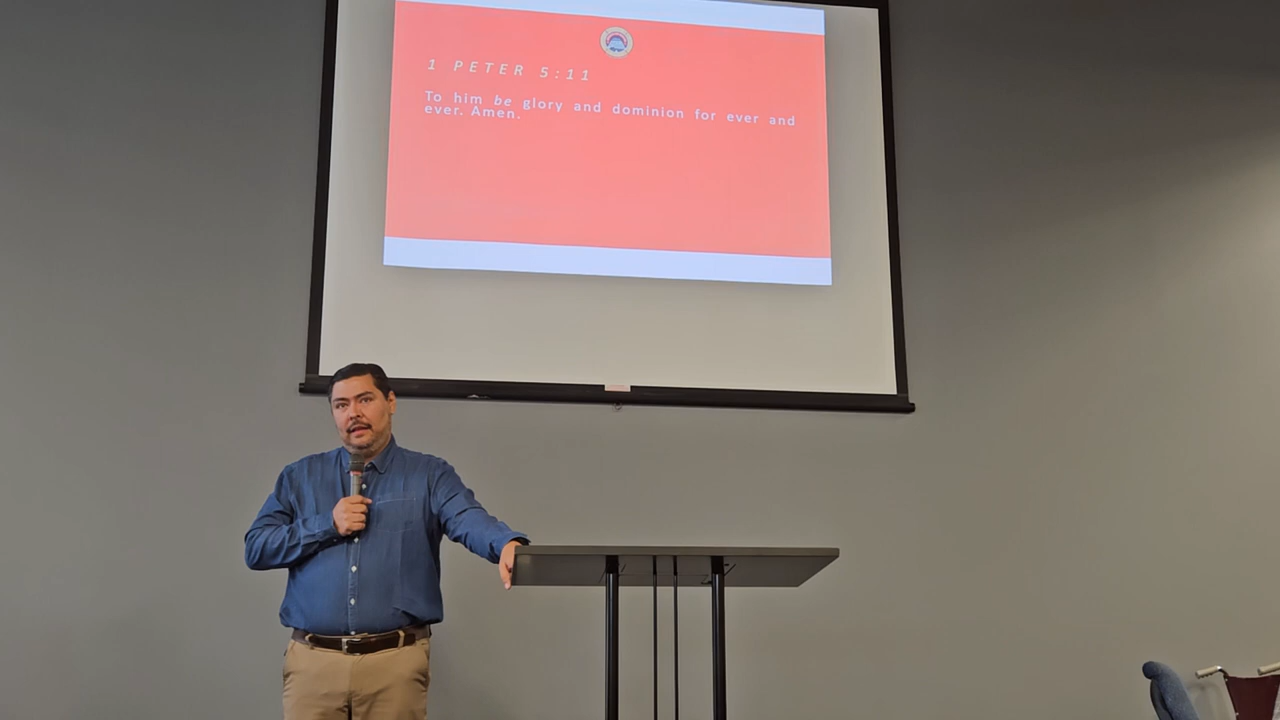 1 PETER 5:11
To him be glory and dominion for ever and
ever. Amen.